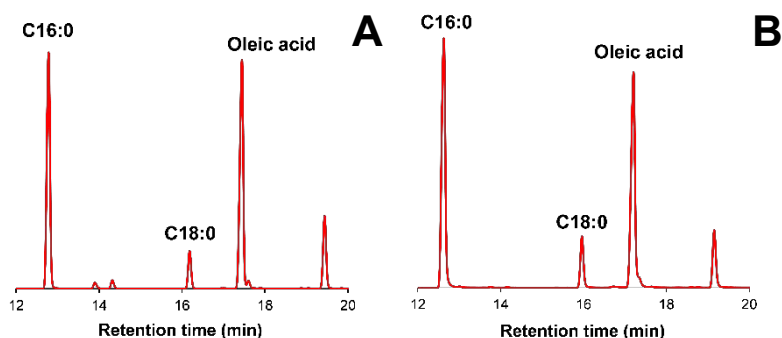 C16:0
Oleic acid
A
C18:0
12 14 16 18 20
Retention time (min)
C16:0
Oleic acid
B
C18:0
12 14 16 18 20
Retention time (min)